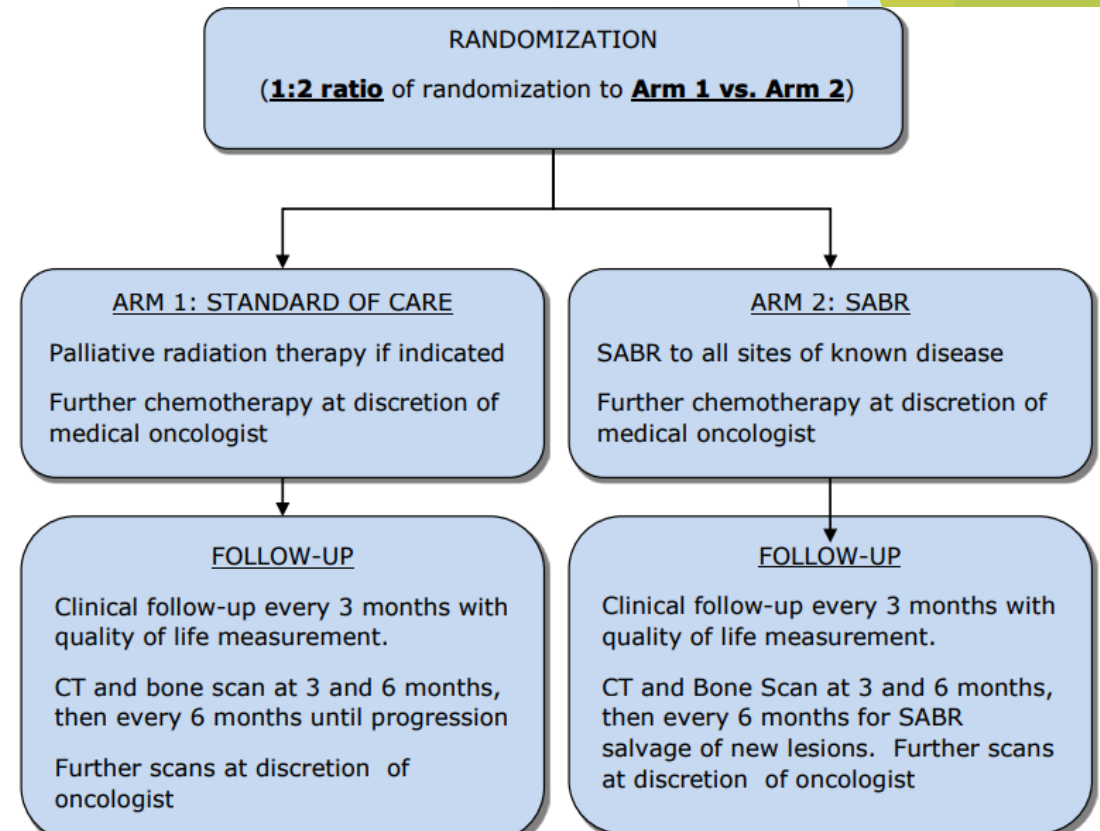 RANDOMIZATION
(1:2 ratio of randomization to Arm 1 vs. Arm 2)
ARM 1: STANDARD OF CARE
Palliative radiation therapy if indicated
Further chemotherapy at discretion of
medical oncologist
ARM 2: SABR
SABR to all sites of known disease
Further chemotherapy at discretion of
medical oncologist
FOLLOW-UP
Clinical follow-up every 3 months with
quality of life measurement.
CT and bone scan at 3 and 6 months,
then every 6 months until progression
Further scans at discretion of
oncologist
FOLLOW-UP
Clinical follow-up every 3 months with
quality of life measurement.
CT and Bone Scan at 3 and 6 months,
then every 6 months for SABR
salvage of new lesions. Further scans
at discretion of oncologist